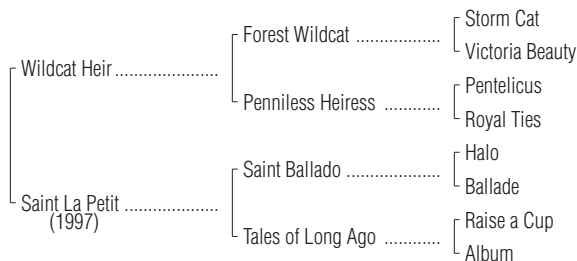 Storm Cat
Forest Wildcat ....................
Victoria Beauty
Wildcat Heir ........................
Pentelicus
Penniless Heiress .............
Royal Ties
Halo
Saint Ballado ......................
Ballade
Saint La Petit ......................
(1997)
Raise a Cup
Tales of Long Ago .............
Album